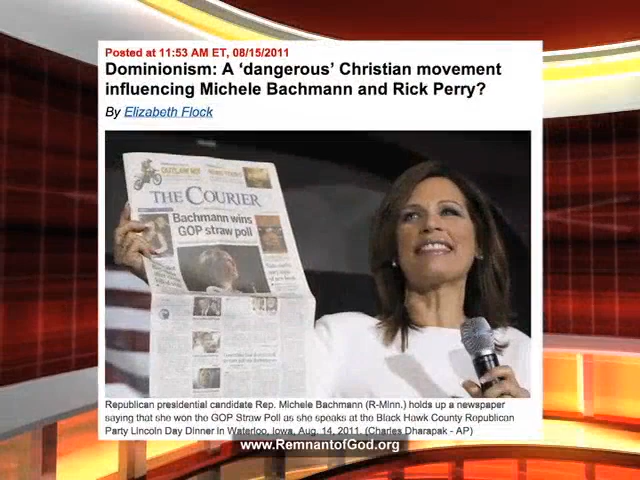 Posted at 11:53 AM ET, 08/15/2011
Dominionism: A ‘dangerous’ Christian movement
influencing Michele Bachmann and Rick Perry?
By Elizabeth Flock
OUTLAW
THE COURIER
Bachmann wins
GOP straw poll
Republican presidential candidate Rep. Michele Bachmann (R-Minn.) holds up a newspaper
saying that she won the GOP Straw Poll as she speaks at the Black Hawk County Republican
Party Lincoln Day Dinner in Waterloo, Iowa, Aug. 14, 2011. (Charles Dharapak - AP)
www.RemnantofGod.org